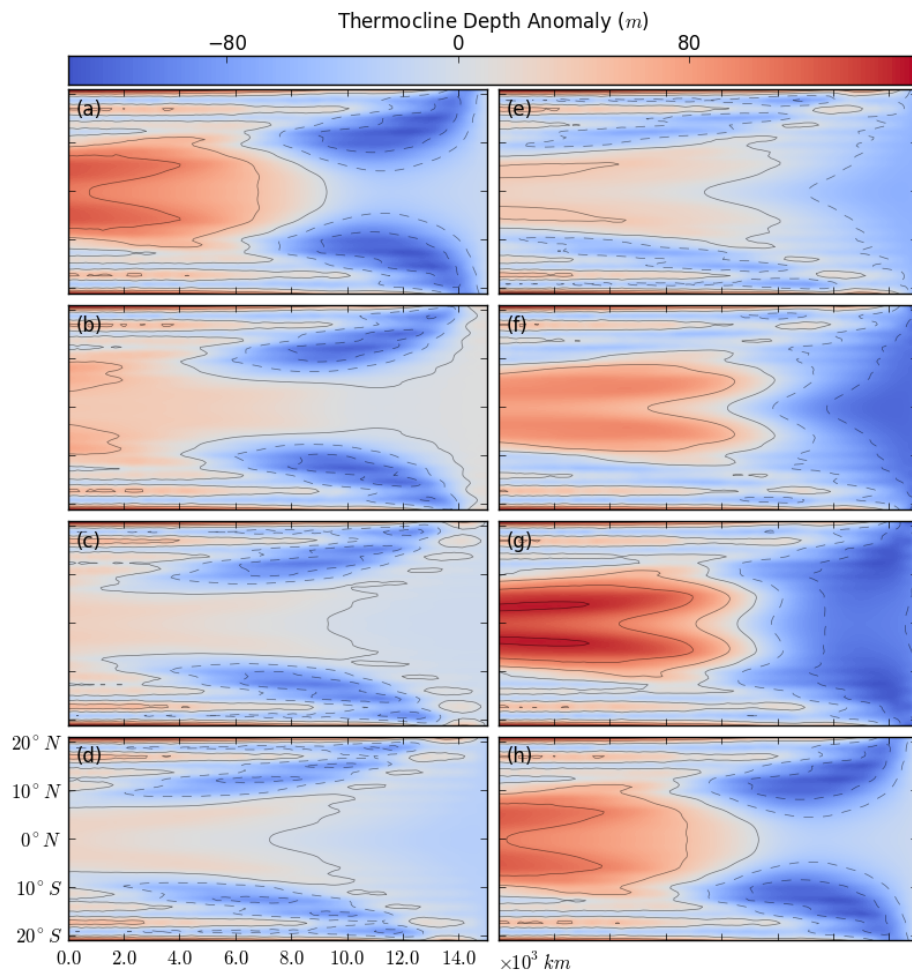 Thermocline Depth Anomaly (m)
−80 0 80
(a) (e)
(b) (f)
(c) (g)
(d) (h)
20° N
10° N
0° N
10° S
20° S
0.0 2.0 4.0 6.0 8.0 10.0 12.0 14.0 ×10³ km